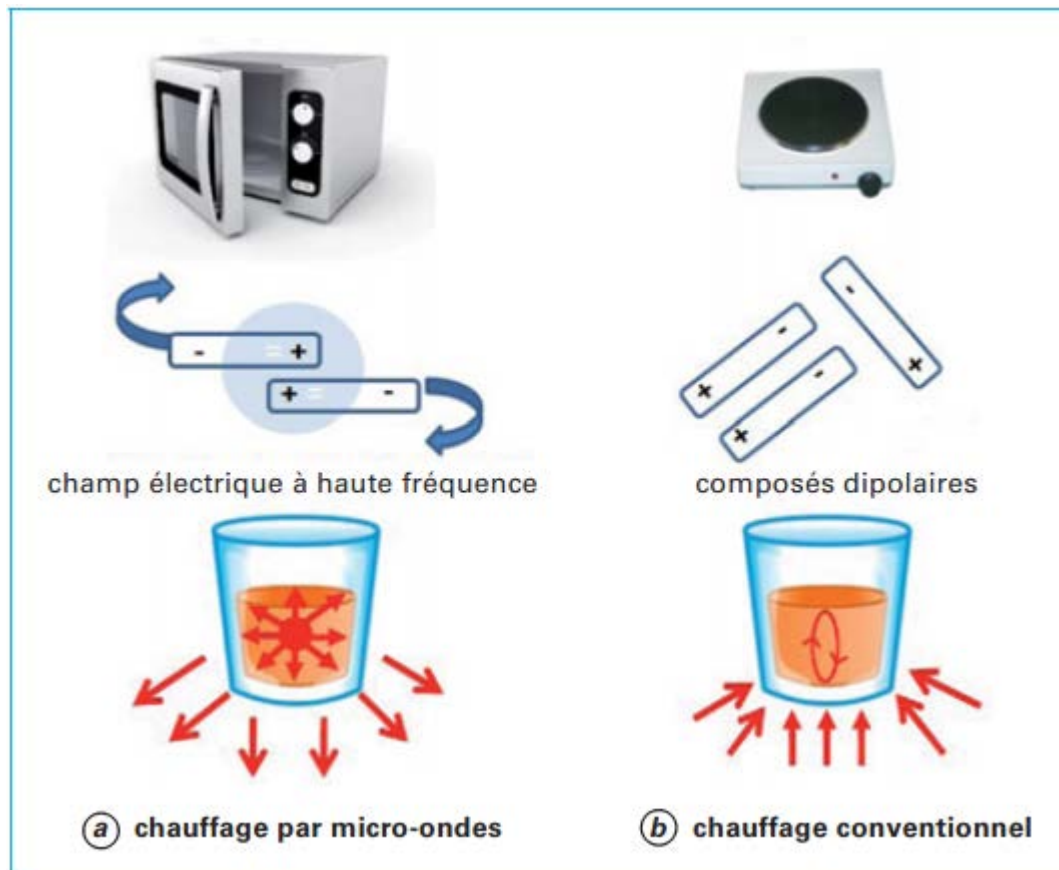 - = +
+ = -
- + - + - +
champ électrique à haute fréquence
composés dipolaires
a chauffage par micro-ondes
b chauffage conventionnel